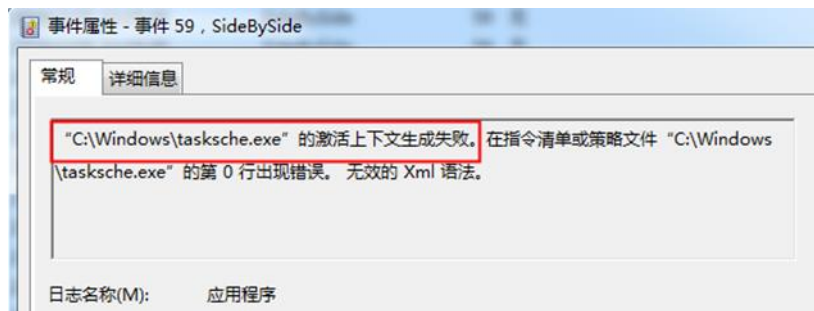 事件属性 - 事件 59，SideBySide
常规
详细信息
“C:\Windows\tasksche.exe”的激活上下文生成失败。在指令清单或策略文件“C:\Windows
\tasksche.exe”的第 0 行出现错误。 无效的 Xml 语法。
日志名称(M): 应用程序